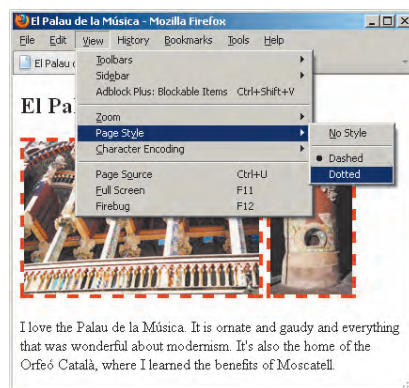 El Palau de la Música - Mozilla Firefox
File Edit View History Bookmarks Tools Help
El Palau
Toolbars
Sidebar
Adblock Plus: Blockable Items Ctrl+Shift+V
El Pa
Zoom
Page Style
No Style
Character Encoding
Dashed
Page Source Ctrl+U
Dotted
Full Screen F11
Firebug F12
I love the Palau de la Música. It is ornate and gaudy and everything
that was wonderful about modernism. It's also the home of the
Orfeó Català, where I learned the benefits of Moscatell.